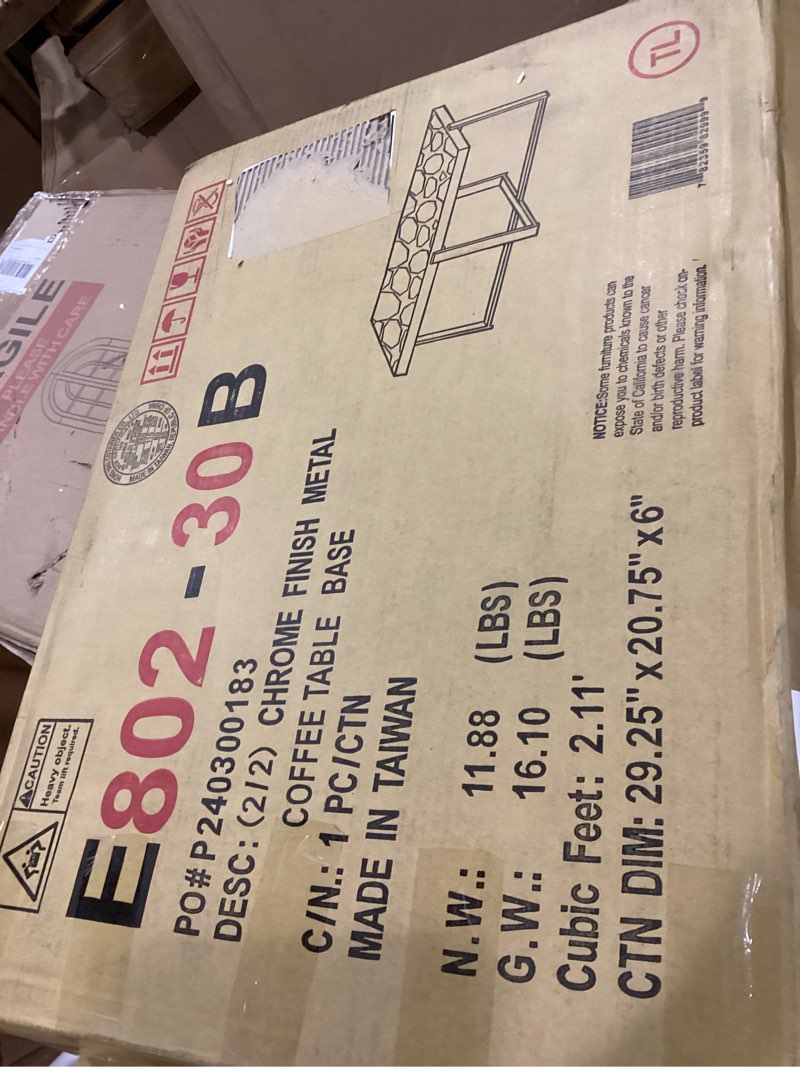 CAUTION
Heavy object.
Team lift required.
E802-30B
PO# P240300183
DESC: (2/2) CHROME FINISH METAL
COFFEE TABLE BASE
C/N.: 1 PC/CTN
MADE IN TAIWAN
N.W.: 11.88 (LBS)
G.W.: 16.10 (LBS)
Cubic Feet: 2.11'
CTN DIM: 29.25" x 20.75" x 6"
NOTICE:Some furniture products can
expose you to chemicals known to the
State of California to cause cancer
and/or birth defects or other
reproductive harm. Please check on-
product label for warning information.
TL
MADE IN TAIWAN
GILE
PLEASE
NDLE WITH CARE